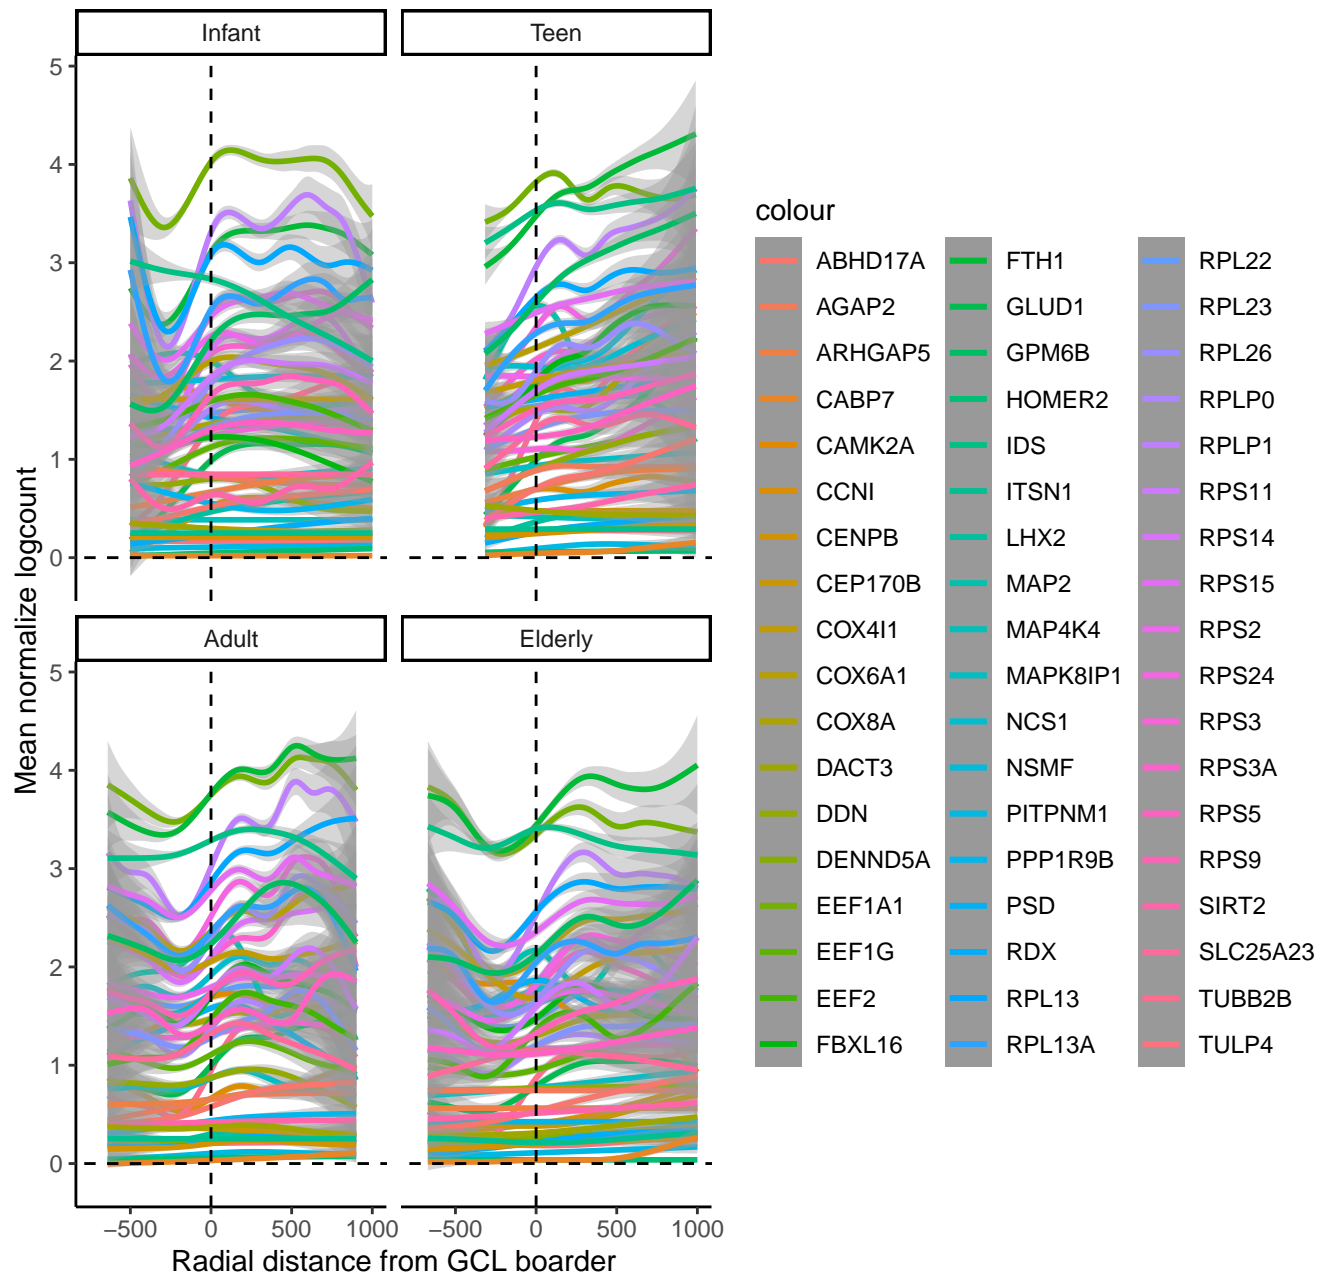 Infant
Teen
5
4
3
2
1
0
Adult
Elderly
5
4
3
2
1
0
−500 0 500 1000
−500 0 500 1000
Radial distance from GCL boarder
Mean normalize logcount
colour
ABHD17A
AGAP2
ARHGAP5
CABP7
CAMK2A
CCNI
CENPB
CEP170B
COX4I1
COX6A1
COX8A
DACT3
DDN
DENND5A
EEF1A1
EEF1G
EEF2
FBXL16
FTH1
GLUD1
GPM6B
HOMER2
IDS
ITSN1
LHX2
MAP2
MAP4K4
MAPK8IP1
NCS1
NSMF
PITPNM1
PPP1R9B
PSD
RDX
RPL13
RPL13A
RPL22
RPL23
RPL26
RPLP0
RPLP1
RPS11
RPS14
RPS15
RPS2
RPS24
RPS3
RPS3A
RPS5
RPS9
SIRT2
SLC25A23
TUBB2B
TULP4